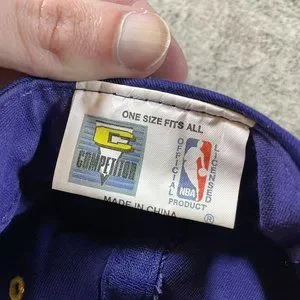 ONE SIZE FITS ALL
C
COMPETITOR
OFFICIAL
LICENSED
NBA
PRODUCT
MADE IN CHINA
®